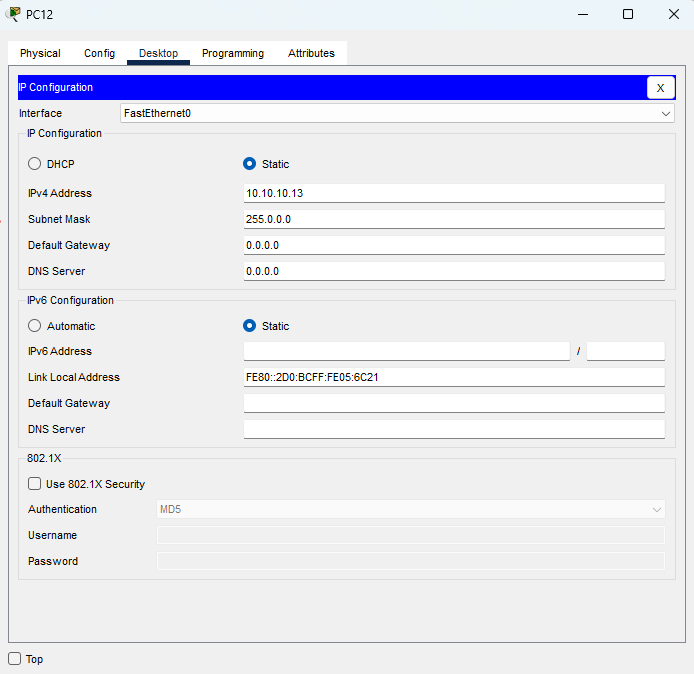 PC12
Physical Config Desktop Programming Attributes
IP Configuration
X
Interface FastEthernet0
IP Configuration
DHCP Static
IPv4 Address 10.10.10.13
Subnet Mask 255.0.0.0
Default Gateway 0.0.0.0
DNS Server 0.0.0.0
IPv6 Configuration
Automatic Static
IPv6 Address /
Link Local Address FE80::2D0:BCFF:FE05:6C21
Default Gateway
DNS Server
802.1X
Use 802.1X Security
Authentication MD5
Username
Password
Top